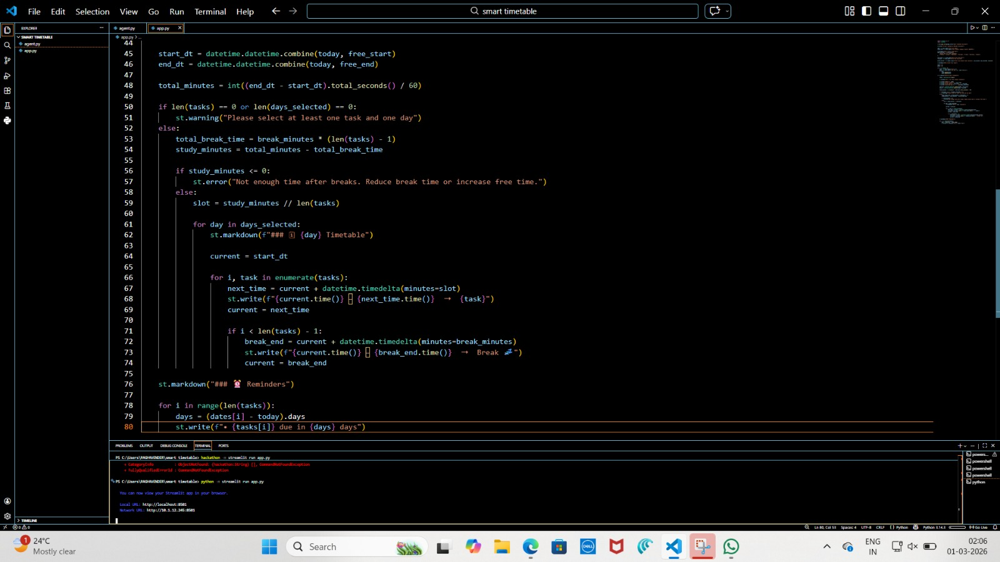 File Edit Selection View Go Run Terminal Help
smart timetable
EXPLORER
SMART TIMETABLE
agent.py
app.py
TIMELINE
agent.py app.py
app.py > ...
44
45 start_dt = datetime.datetime.combine(today, free_start)
46 end_dt = datetime.datetime.combine(today, free_end)
47
48 total_minutes = int((end_dt - start_dt).total_seconds() / 60)
49
50 if len(tasks) == 0 or len(days_selected) == 0:
51 st.warning("Please select at least one task and one day")
52 else:
53 total_break_time = break_minutes * (len(tasks) - 1)
54 study_minutes = total_minutes - total_break_time
55
56 if study_minutes <= 0:
57 st.error("Not enough time after breaks. Reduce break time or increase free time.")
58 else:
59 slot = study_minutes // len(tasks)
60
61 for day in days_selected:
62 st.markdown(f"### 🗓 {day} Timetable")
63
64 current = start_dt
65
66 for i, task in enumerate(tasks):
67 next_time = current + datetime.timedelta(minutes=slot)
68 st.write(f"{current.time()} – {next_time.time()} → {task}")
69 current = next_time
70
71 if i < len(tasks) - 1:
72 break_end = current + datetime.timedelta(minutes=break_minutes)
73 st.write(f"{current.time()} – {break_end.time()} → Break 💤")
74 current = break_end
75
76 st.markdown("### ⏰ Reminders")
77
78 for i in range(len(tasks)):
79 days = (dates[i] - today).days
80 st.write(f"• {tasks[i]} due in {days} days")
PROBLEMS OUTPUT DEBUG CONSOLE TERMINAL PORTS
PS C:\Users\RAGHAVENDER\smart timetable> hackathon -m streamlit run app.py
+ CategoryInfo : ObjectNotFound: (hackathon:String) [], CommandNotFoundException
+ FullyQualifiedErrorId : CommandNotFoundException
PS C:\Users\RAGHAVENDER\smart timetable> python -m streamlit run app.py
You can now view your Streamlit app in your browser.
Local URL: http://localhost:8501
Network URL: http://10.1.12.245:8501
powers...
powershell
powershell
powershell
python
0 0
Ln 80, Col 53 Spaces: 4 UTF-8 CRLF { } Python Python 3.14.3 Go Live
1
24°C
Mostly clear
Search
DELL
ENG
IN
02:06
01-03-2026